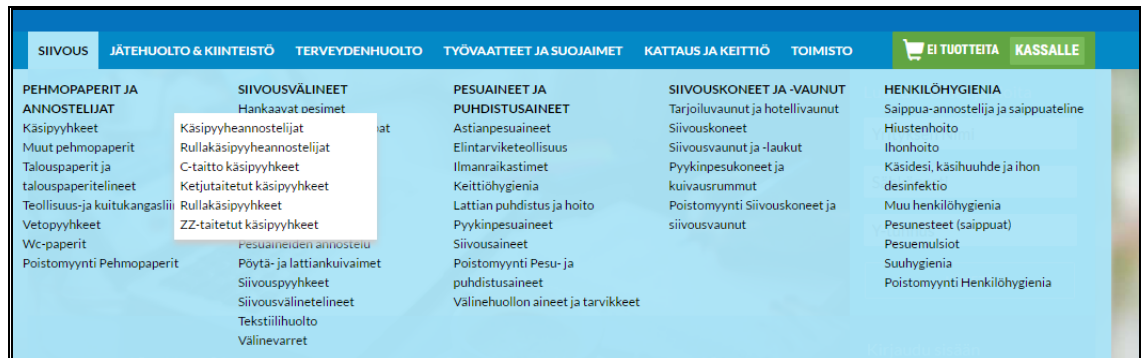 SIIVOUS JÄTEHUOLTO & KIINTEISTÖ TERVEYDENHUOLTO TYÖVAATTEET JA SUOJAIMET KATTAUS JA KEITTIÖ TOIMISTO EI TUOTTEITA KASSALLE
PEHMOPAPERIT JA
ANNOSTELIJAT
Käsipyyhkeet
Muut pehmopaperit
Talouspaperit ja
talouspaperitelineet
Teollisuus-ja kuitukangasliin
Vetopyyhkeet
Wc-paperit
Poistomyynti Pehmopaperit
Käsipyyheannostelijat
Rullakäsipyyheannostelijat
C-taitto käsipyyhkeet
Ketjutaitetut käsipyyhkeet
Rullakäsipyyhkeet
ZZ-taitetut käsipyyhkeet
SIIVOUSVÄLINEET
Hankaavat pesimet
Pesuaineiden annostelu
Pöytä- ja lattiankuivaimet
Siivouspyyhkeet
Siivousvälinetelineet
Tekstiilihuolto
Välinevarret
PESUAINEET JA
PUHDISTUSAINEET
Astianpesuaineet
Elintarviketeollisuus
Ilmanraikastimet
Keittiöhygienia
Lattian puhdistus ja hoito
Pyykinpesuaineet
Siivousaineet
Poistomyynti Pesu- ja
puhdistusaineet
Välinehuollon aineet ja tarvikkeet
SIIVOUSKONEET JA -VAUNUT
Tarjoiluvaunut ja hotellivaunut
Siivouskoneet
Siivousvaunut ja -laukut
Pyykinpesukoneet ja
kuivausrummut
Poistomyynti Siivouskoneet ja
siivousvaunut
HENKILÖHYGIENIA
Saippua-annostelija ja saippuateline
Hiustenhoito
Ihonhoito
Käsidesi, käsihuuhde ja ihon
desinfektio
Muu henkilöhygienia
Pesunesteet (saippuat)
Pesuemulsiot
Suuhygienia
Poistomyynti Henkilöhygienia